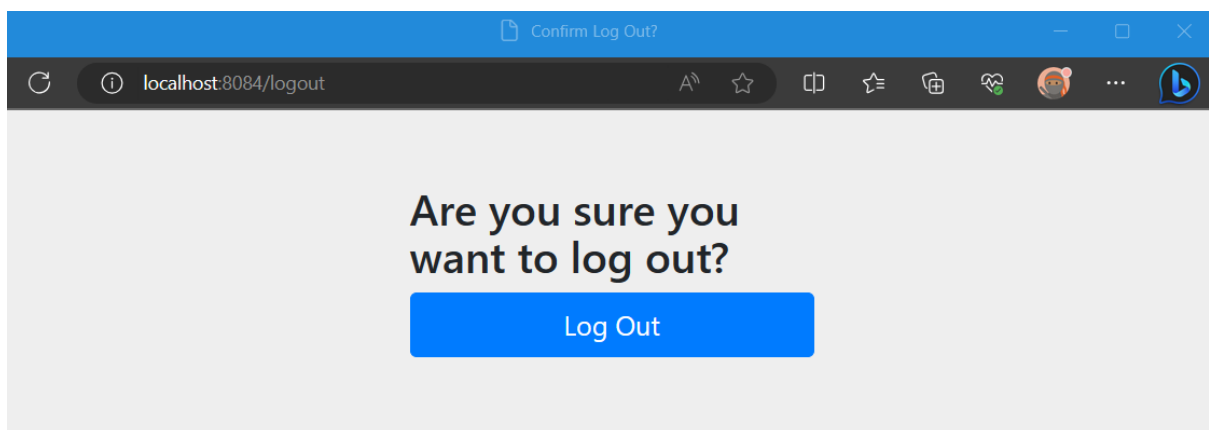 Confirm Log Out?
localhost:8084/logout
Are you sure you
want to log out?
Log Out